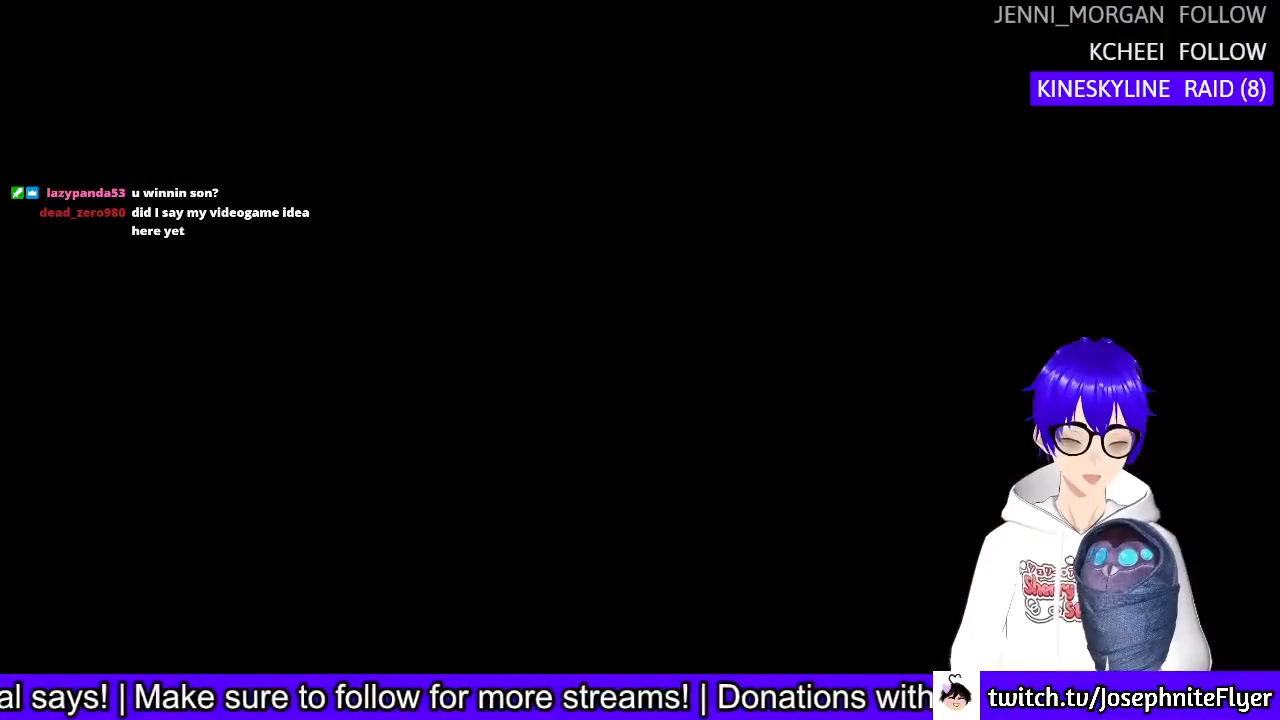 JENNI_MORGAN FOLLOW
KCHEEI FOLLOW
KINESKYLINE RAID (8)
lazypanda53 u winnin son?
dead_zero980 did I say my videogame idea
here yet
Sherry
al says! | Make sure to follow for more streams! | Donations with
twitch.tv/JosephniteFlyer